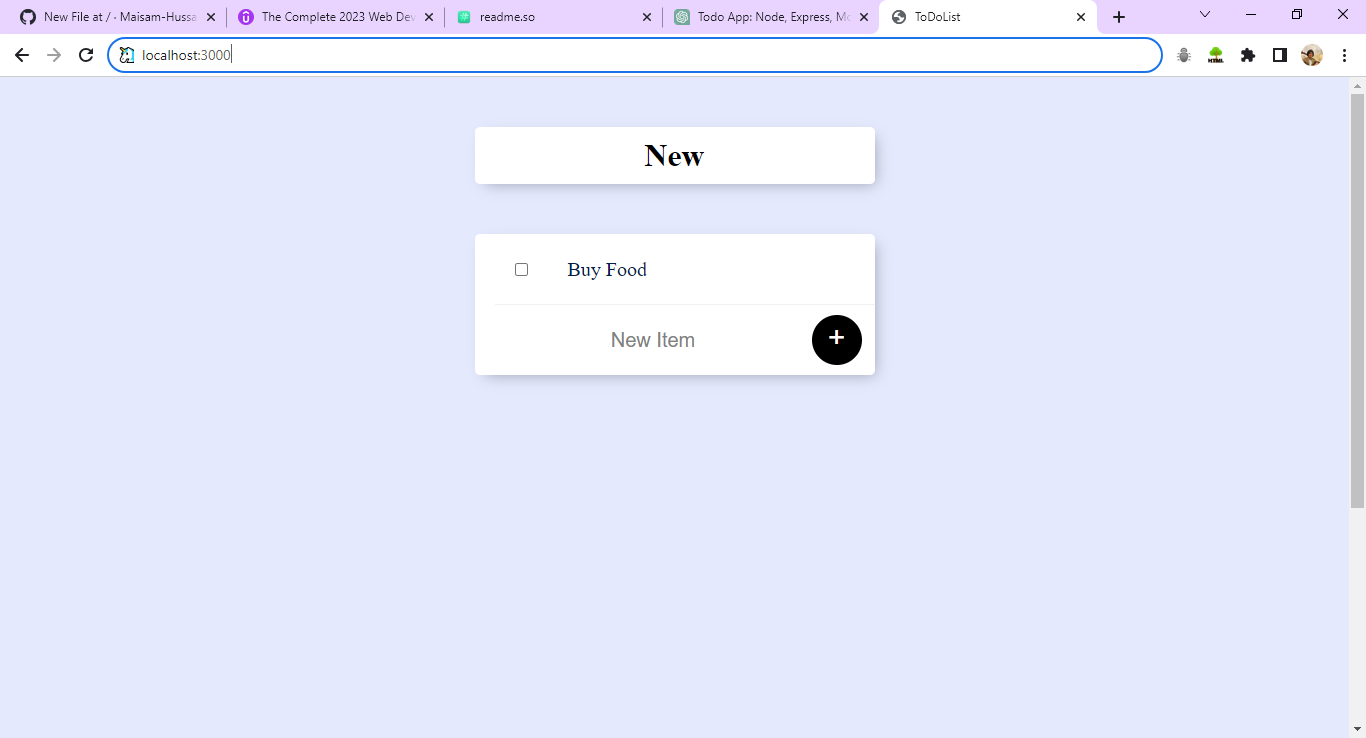 New File at / · Maisam-Hussa
The Complete 2023 Web Dev
readme.so
Todo App: Node, Express, Mo
ToDoList
localhost:3000
HTML
New
Buy Food
New Item
+